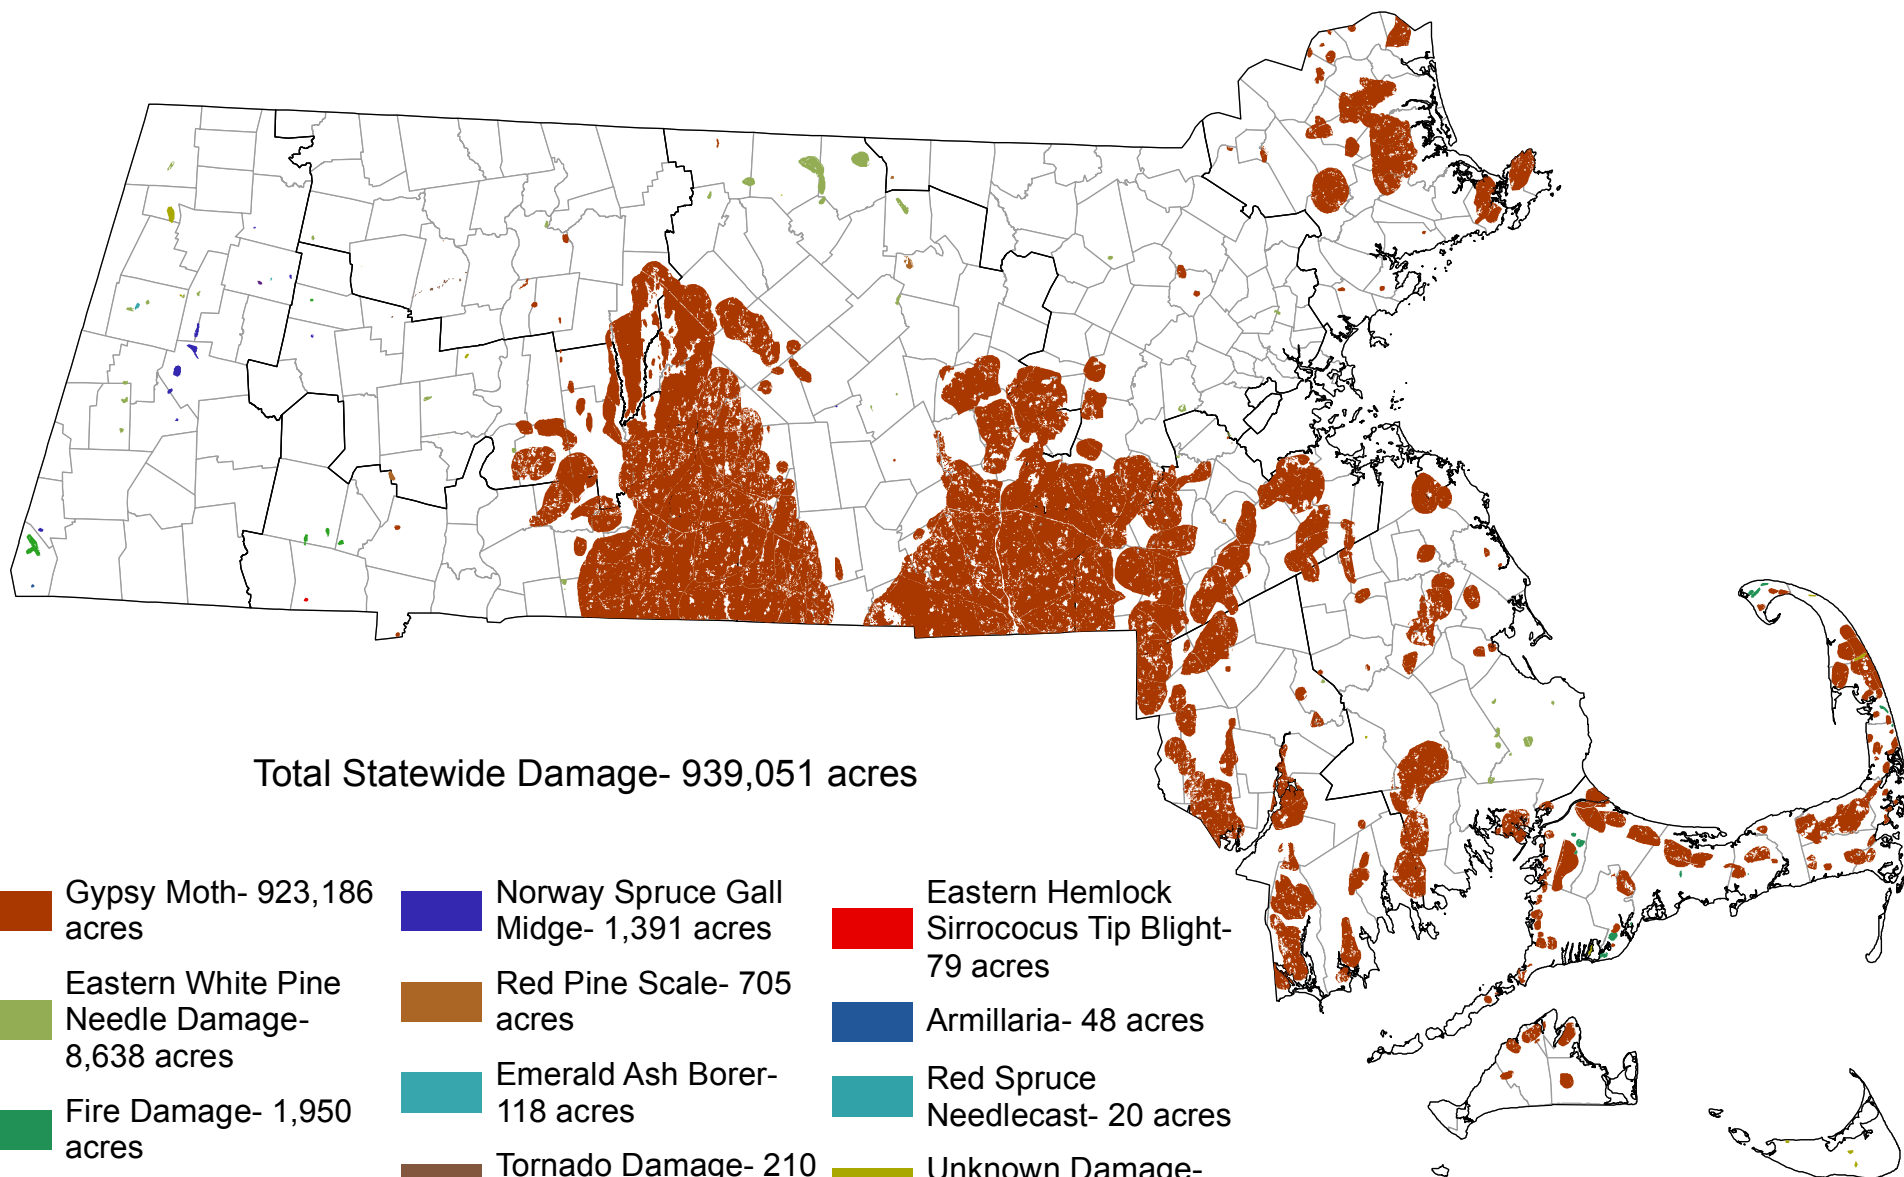 Total Statewide Damage- 939,051 acres
Gypsy Moth- 923,186
acres
Eastern White Pine
Needle Damage-
8,638 acres
Fire Damage- 1,950
acres
Norway Spruce Gall
Midge- 1,391 acres
Red Pine Scale- 705
acres
Emerald Ash Borer-
118 acres
Tornado Damage- 210
Eastern Hemlock
Sirrococus Tip Blight-
79 acres
Armillaria- 48 acres
Red Spruce
Needlecast- 20 acres
Unknown Damage-